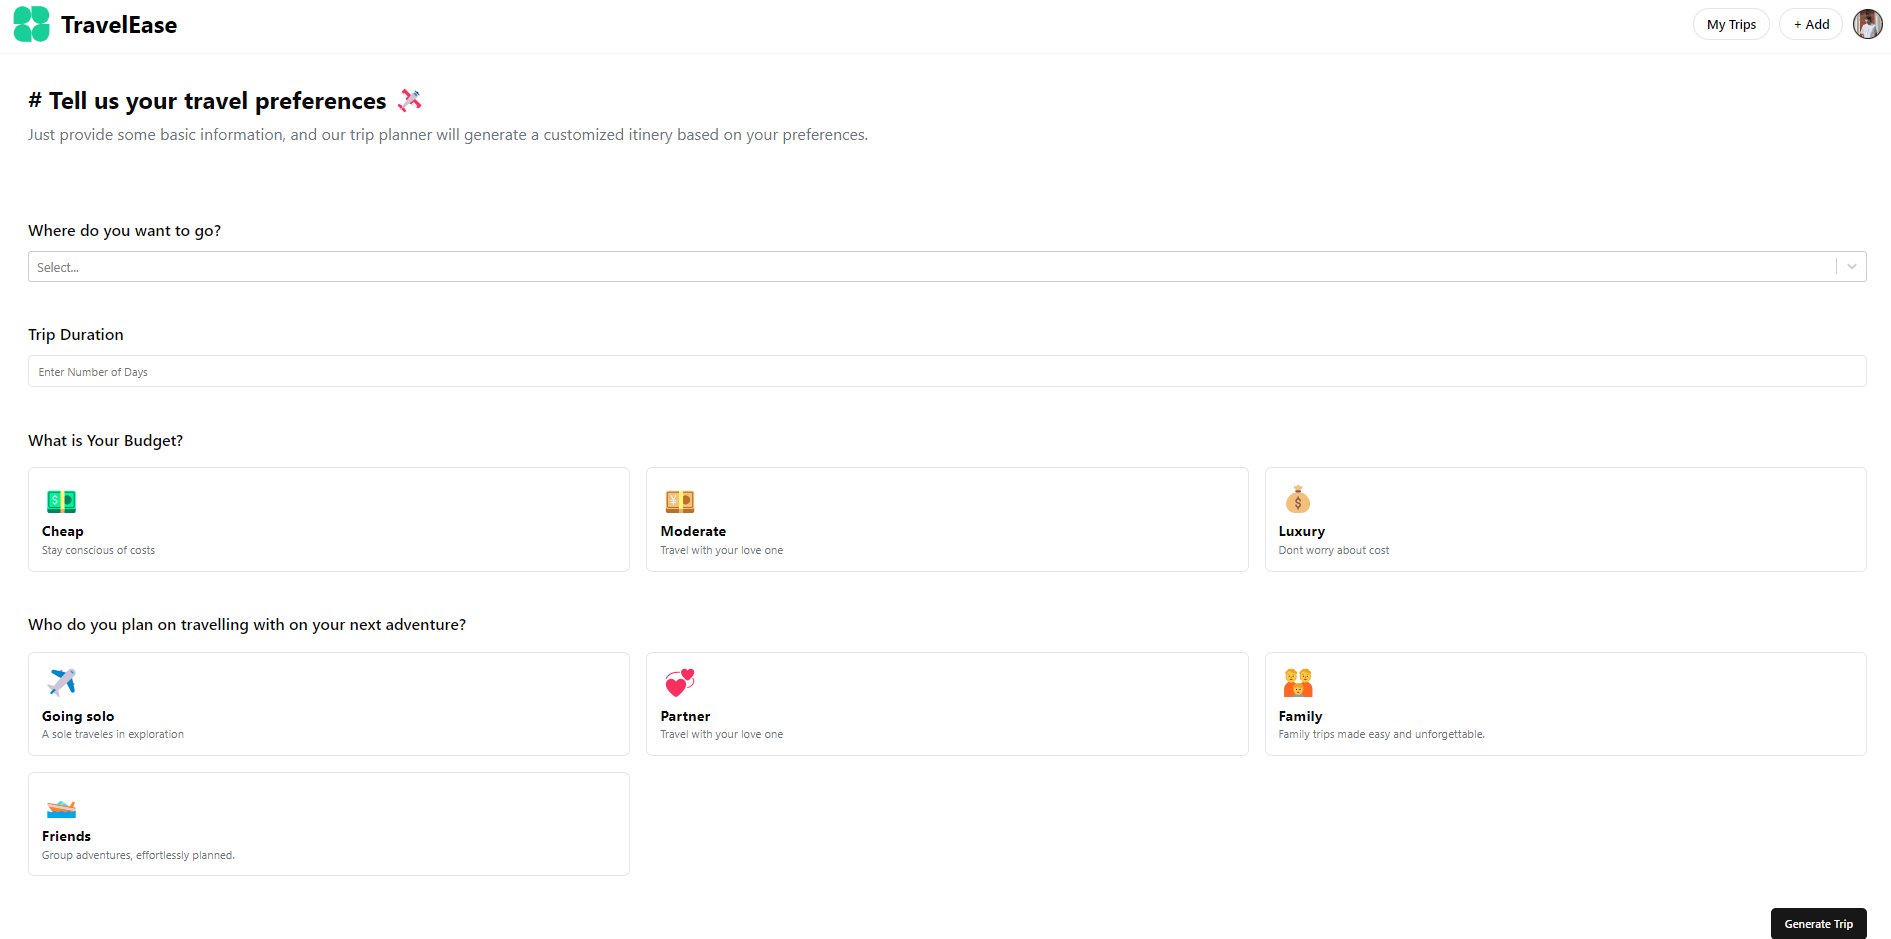 TravelEase
My Trips
+ Add
# Tell us your travel preferences
Just provide some basic information, and our trip planner will generate a customized itinery based on your preferences.
Where do you want to go?
Select...
Trip Duration
Enter Number of Days
What is Your Budget?
Cheap
Stay conscious of costs
Moderate
Travel with your love one
Luxury
Dont worry about cost
Who do you plan on travelling with on your next adventure?
Going solo
A sole traveles in exploration
Partner
Travel with your love one
Family
Family trips made easy and unforgettable.
Friends
Group adventures, effortlessly planned.
Generate Trip